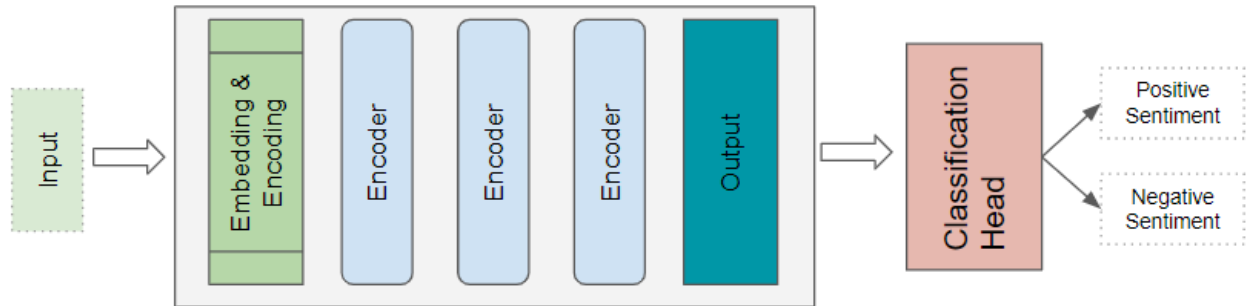 Input
Embedding &
Encoding
Encoder
Encoder
Encoder
Output
Classification
Head
Positive
Sentiment
Negative
Sentiment